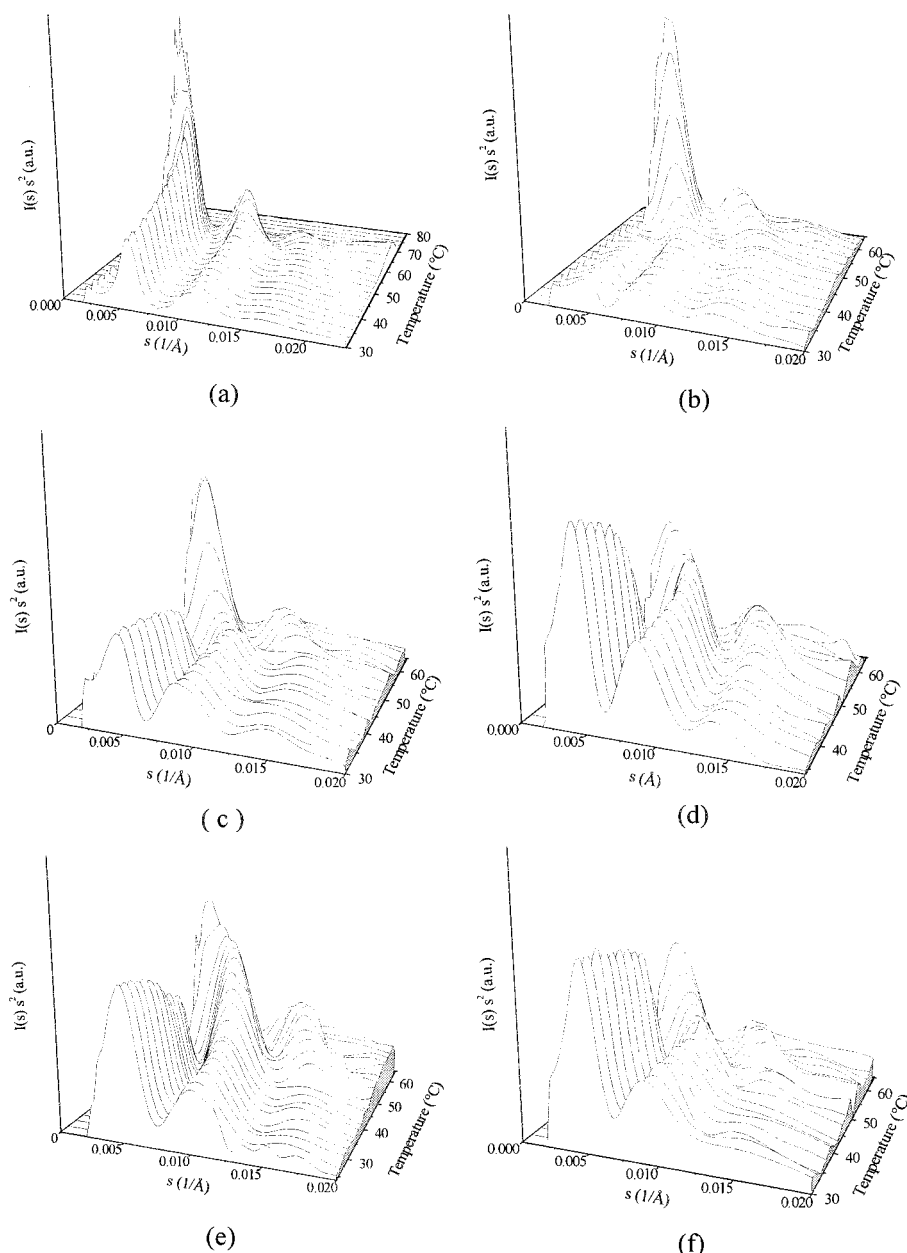 I(s) s² (a.u.)
0.000
0.005
0.010
0.015
0.020
s (1/Å)
30
40
50
60
70
80
Temperature (°C)
(a)
I(s) s² (a.u.)
0
0.005
0.010
0.015
0.020
s (1/Å)
30
40
50
60
Temperature (°C)
(b)
I(s) s² (a.u.)
0
0.005
0.010
0.015
0.020
s (1/Å)
30
40
50
60
Temperature (°C)
( c )
I(s) s² (a.u.)
0.000
0.005
0.010
0.015
0.020
s (Å)
40
50
60
Temperature (°C)
(d)
I(s) s² (a.u.)
0
0.005
0.010
0.015
0.020
s (1/Å)
30
40
50
60
Temperature (°C)
(e)
I(s) s² (a.u.)
0.000
0.005
0.010
0.015
0.020
s (1/Å)
30
40
50
60
Temperature (°C)
(f)